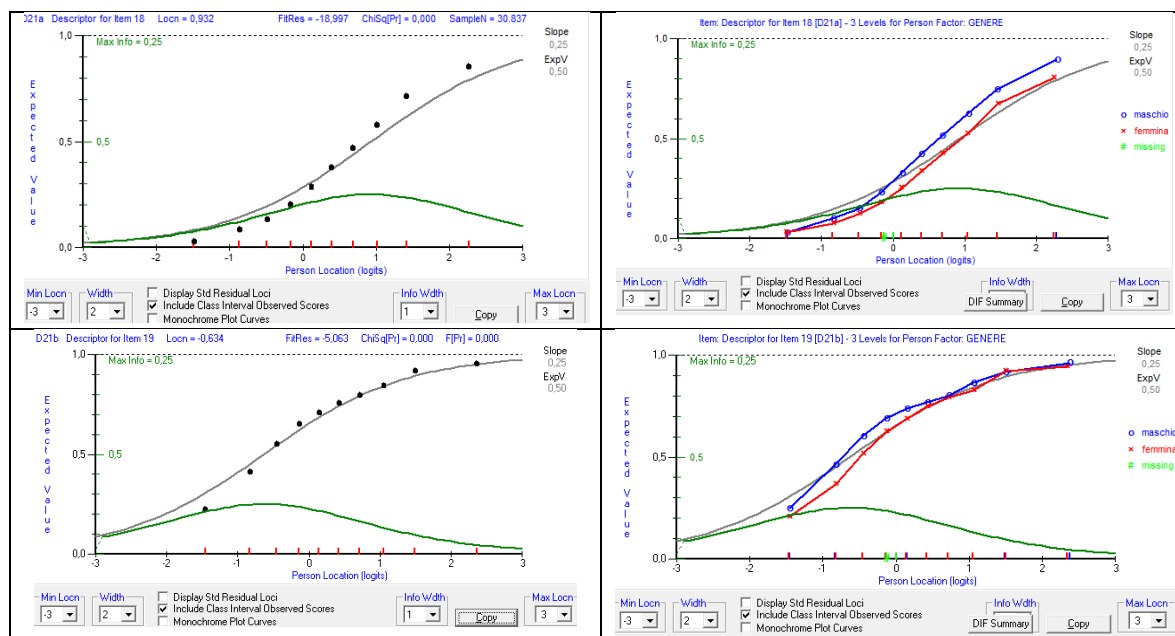 D21a Descriptor for Item 18 Locn = 0,932 FitRes = -18,997 ChiSq[Pr] = 0,000 SampleN = 30.837
Slope
0,25
ExpV
0,50
1,0
Max Info = 0,25
Expected Value
0,5
0,5
0,0
-3 -2 -1 0 1 2 3
Person Location (logits)
Min Locn
-3
Width
2
Display Std Residual Loci
Include Class Interval Observed Scores
Monochrome Plot Curves
Info Wdth
1
Copy
Max Locn
3
Item: Descriptor for Item 18 [D21a] - 3 Levels for Person Factor: GENERE
Slope
0,25
ExpV
0,50
1,0
Max Info = 0,25
Expected Value
0,5
0,5
0,0
maschio
femmina
missing
-3 -2 -1 0 1 2 3
Person Location (logits)
Min Locn
-3
Width
2
Display Std Residual Loci
Include Class Interval Observed Scores
Monochrome Plot Curves
Info Wdth
DIF Summary
Copy
Max Locn
3
D21b Descriptor for Item 19 Locn = -0,634 FitRes = -5,063 ChiSq[Pr] = 0,000 F[Pr] = 0,000
Slope
0,25
ExpV
0,50
1,0
Max Info = 0,25
Expected Value
0,5
0,5
0,0
-3 -2 -1 0 1 2 3
Person Location (logits)
Min Locn
-3
Width
2
Display Std Residual Loci
Include Class Interval Observed Scores
Monochrome Plot Curves
Info Wdth
1
Copy
Max Locn
3
Item: Descriptor for Item 19 [D21b] - 3 Levels for Person Factor: GENERE
Slope
0,25
ExpV
0,50
1,0
Max Info = 0,25
Expected Value
0,5
0,5
0,0
maschio
femmina
missing
-3 -2 -1 0 1 2 3
Person Location (logits)
Min Locn
-3
Width
2
Display Std Residual Loci
Include Class Interval Observed Scores
Monochrome Plot Curves
Info Wdth
DIF Summary
Copy
Max Locn
3